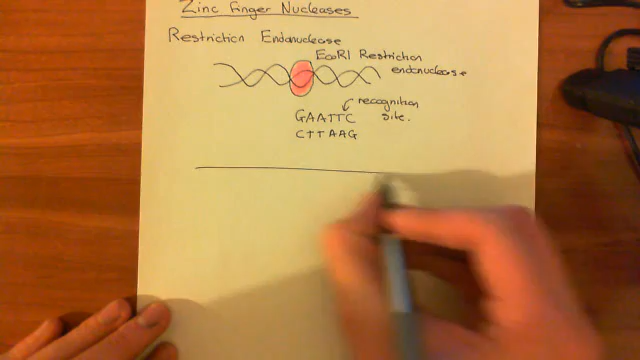 Zinc Finger Nucleases
Restriction Endonuclease
EcoRI Restriction
endonuclease
recognition
site.
GAATTC
CTTAAG